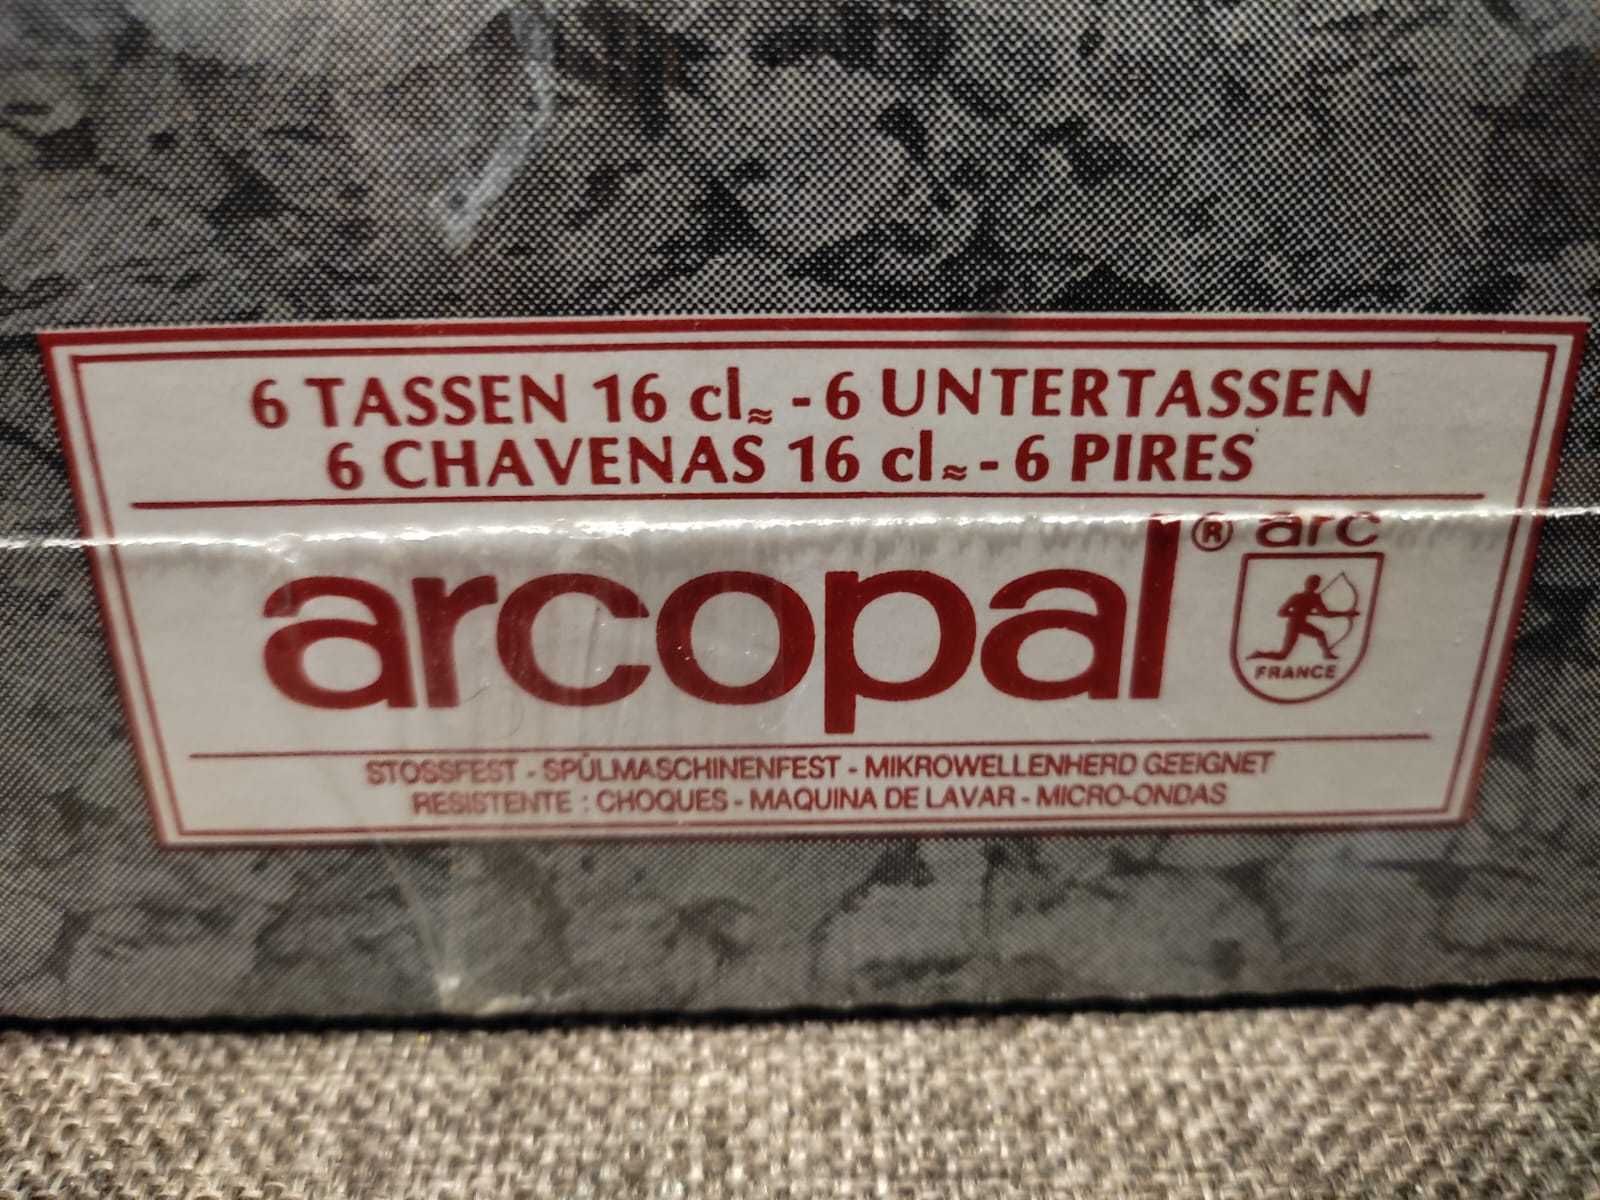 6 TASSEN 16 cl≈ - 6 UNTERTASSEN
6 CHAVENAS 16 cl≈ - 6 PIRES
arcopal® arc
FRANCE
STOSSFEST - SPÜLMASCHINENFEST - MIKROWELLENHERD GEEIGNET
RESISTENTE : CHOQUES - MAQUINA DE LAVAR - MICRO-ONDAS